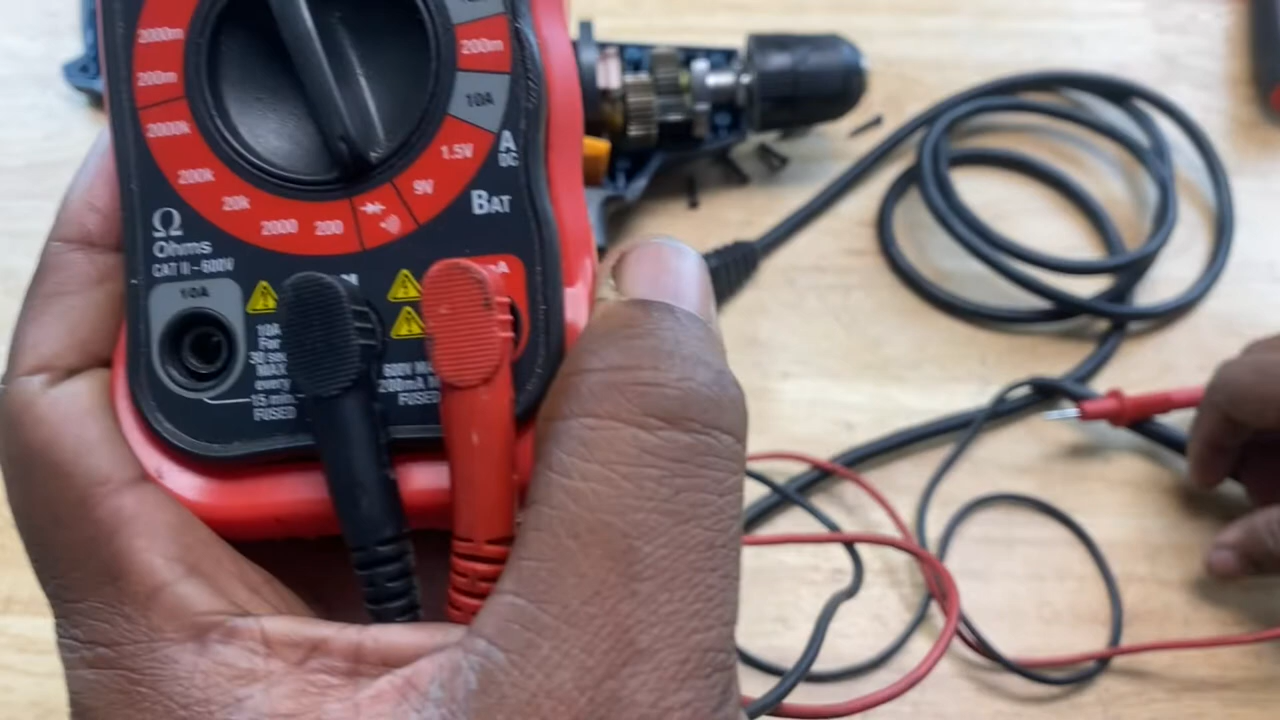 2000m
200m
200m
10A
2000k
A
DC
1.5V
200k
9V
20k
BAT
2000
200
Ω
Ohms
CAT II - 600V
10A
A
10A
For
30 sec
MAX
every
15 min.
FUSED
600V
200mA
FUSED